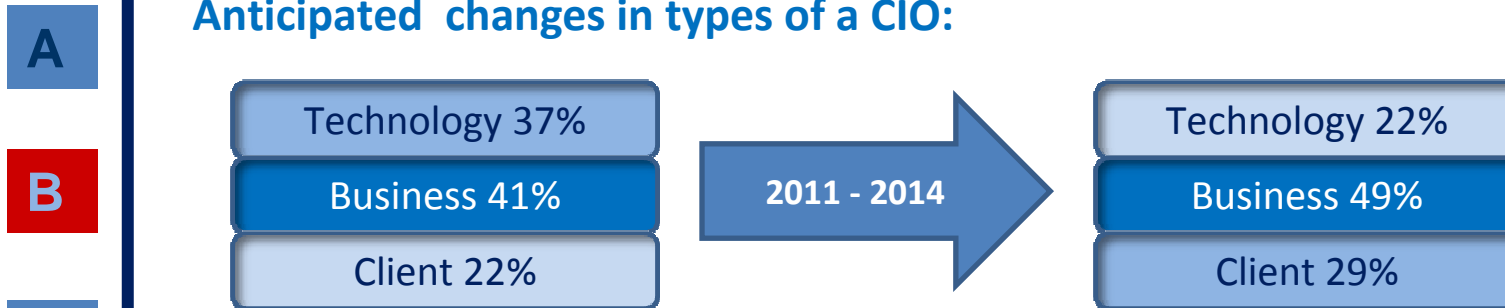 Anticipated changes in types of a CIO:
A
B
Technology 37%
Business 41%
Client 22%
2011 - 2014
Technology 22%
Business 49%
Client 29%